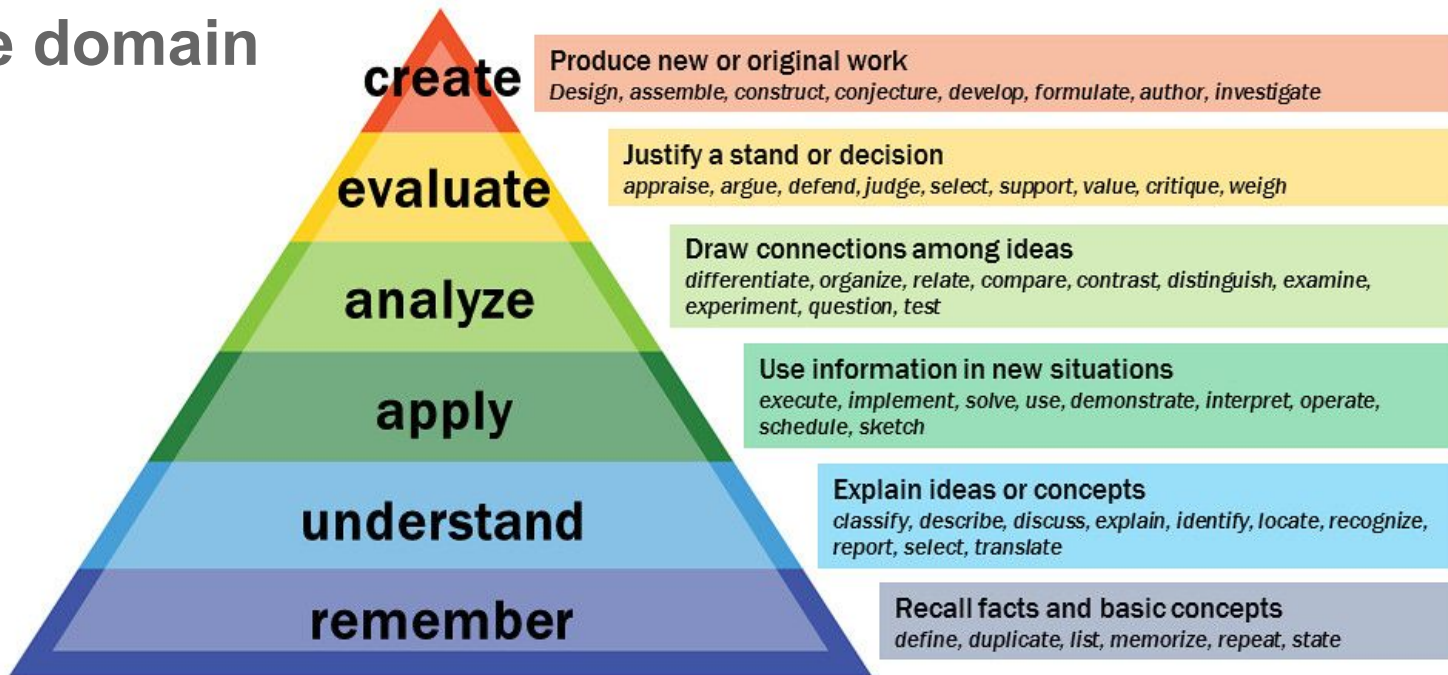 e domain
create
Produce new or original work
Design, assemble, construct, conjecture, develop, formulate, author, investigate
evaluate
Justify a stand or decision
appraise, argue, defend, judge, select, support, value, critique, weigh
analyze
Draw connections among ideas
differentiate, organize, relate, compare, contrast, distinguish, examine,
experiment, question, test
apply
Use information in new situations
execute, implement, solve, use, demonstrate, interpret, operate,
schedule, sketch
understand
Explain ideas or concepts
classify, describe, discuss, explain, identify, locate, recognize,
report, select, translate
remember
Recall facts and basic concepts
define, duplicate, list, memorize, repeat, state